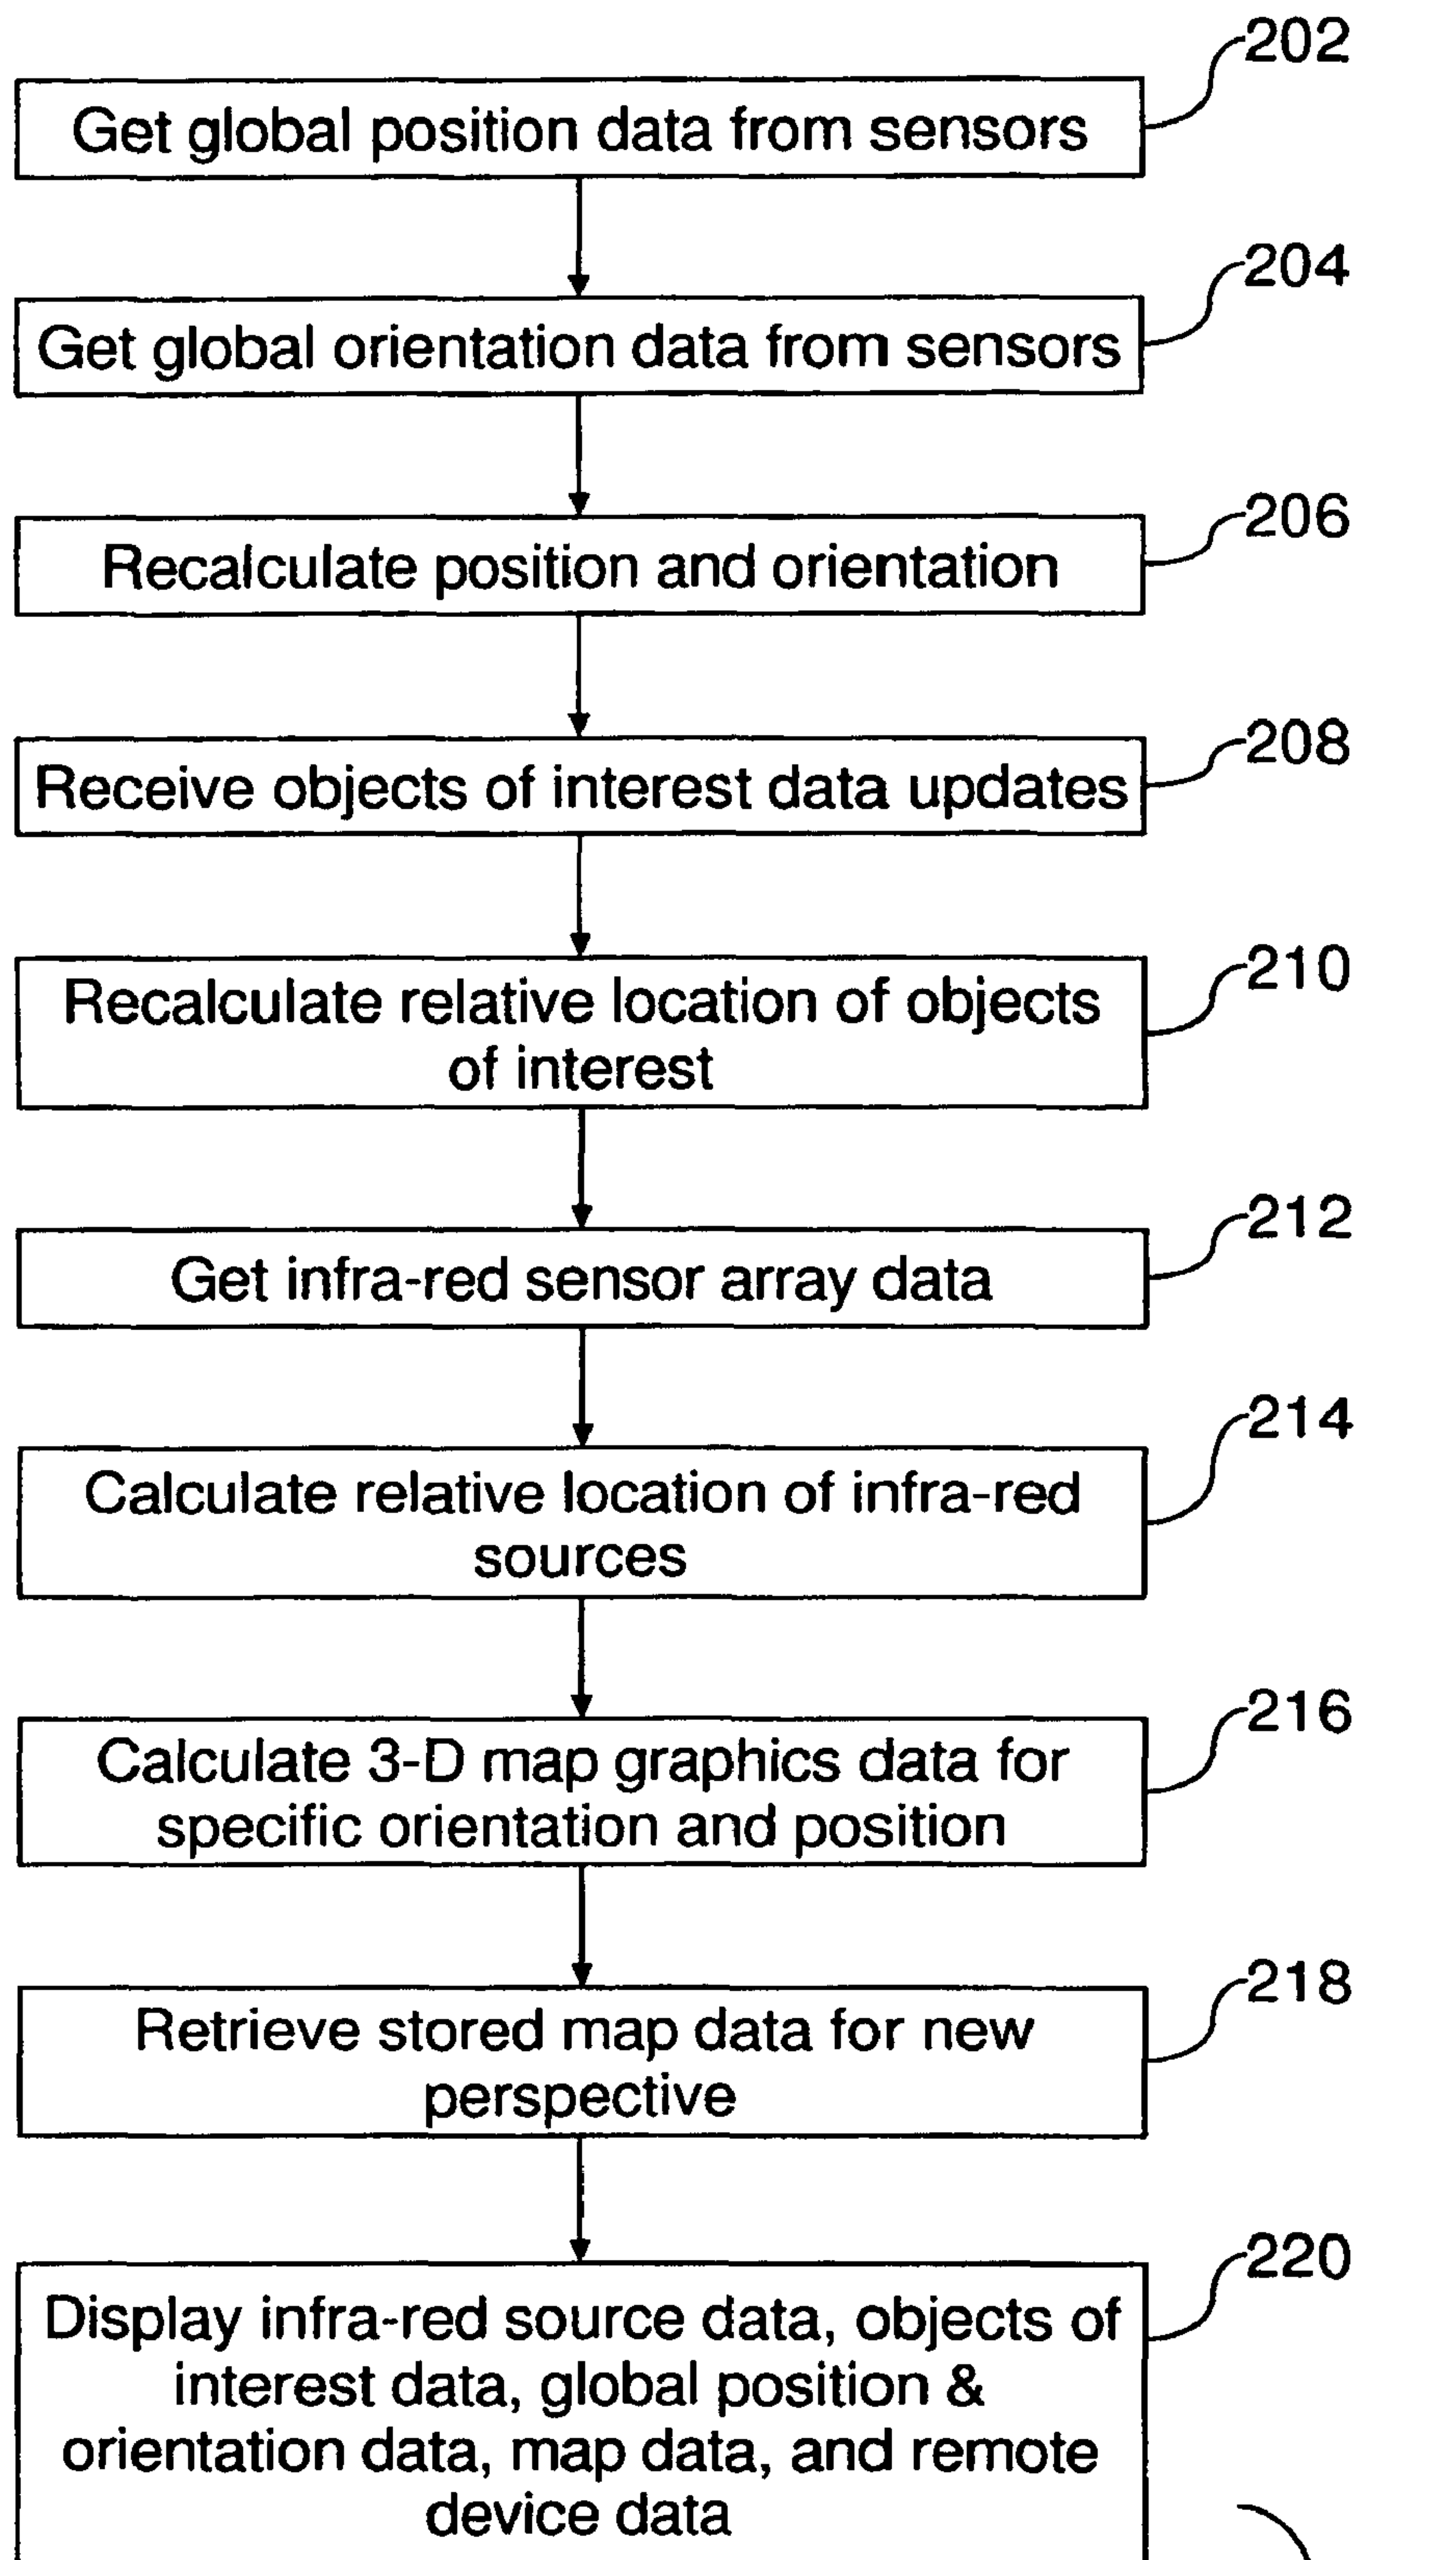 202
Get global position data from sensors
204
Get global orientation data from sensors
206
Recalculate position and orientation
208
Receive objects of interest data updates
210
Recalculate relative location of objects
of interest
212
Get infra-red sensor array data
214
Calculate relative location of infra-red
sources
216
Calculate 3-D map graphics data for
specific orientation and position
218
Retrieve stored map data for new
perspective
220
Display infra-red source data, objects of
interest data, global position &
orientation data, map data, and remote
device data